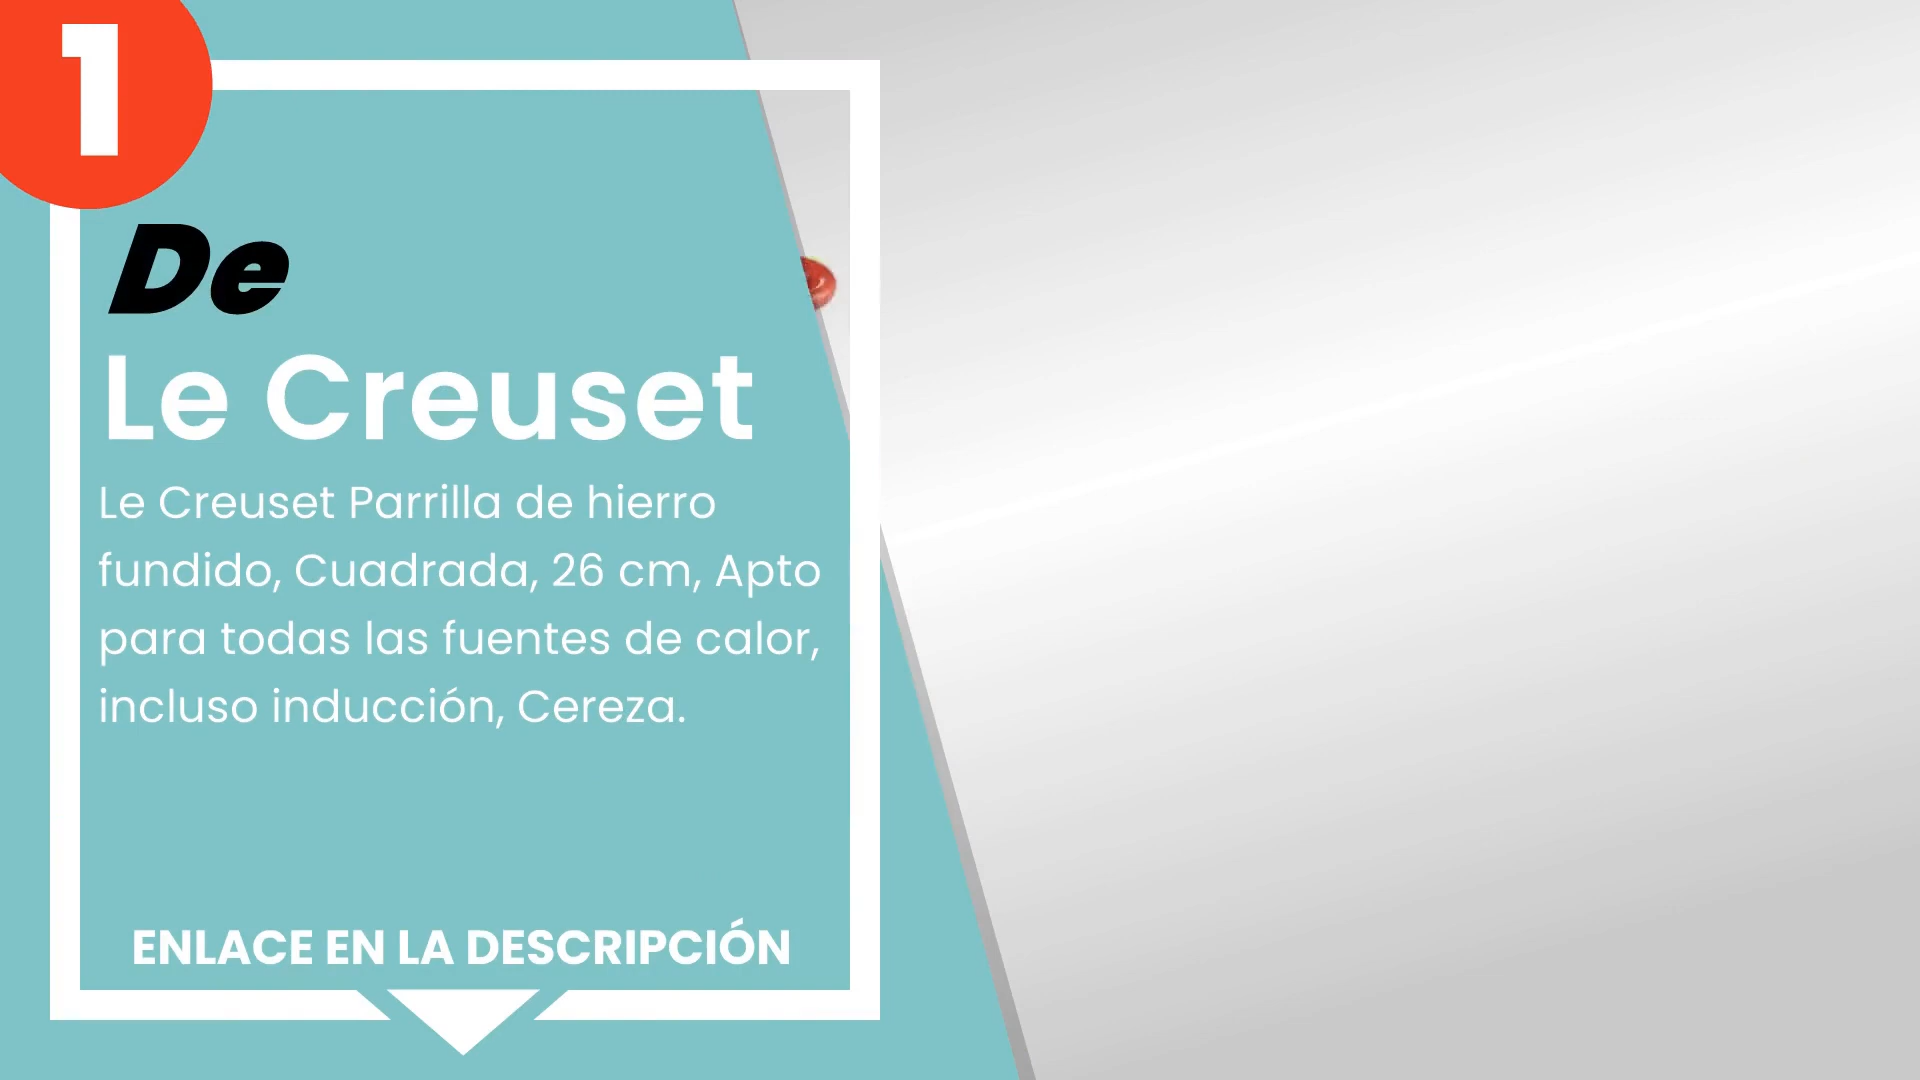 1
De
Le Creuset
Le Creuset Parrilla de hierro
fundido, Cuadrada, 26 cm, Apto
para todas las fuentes de calor,
incluso inducción, Cereza.
ENLACE EN LA DESCRIPCIÓN